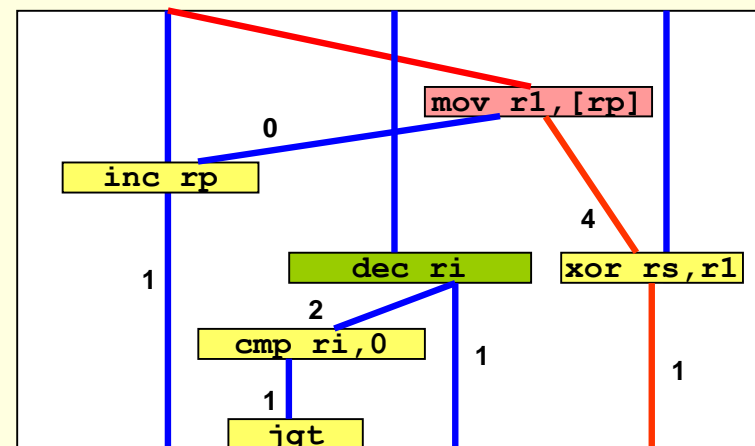 mov r1,[rp]
0
inc rp
4
1
dec ri
xor rs,r1
2
cmp ri,0
1
1
1
jgt